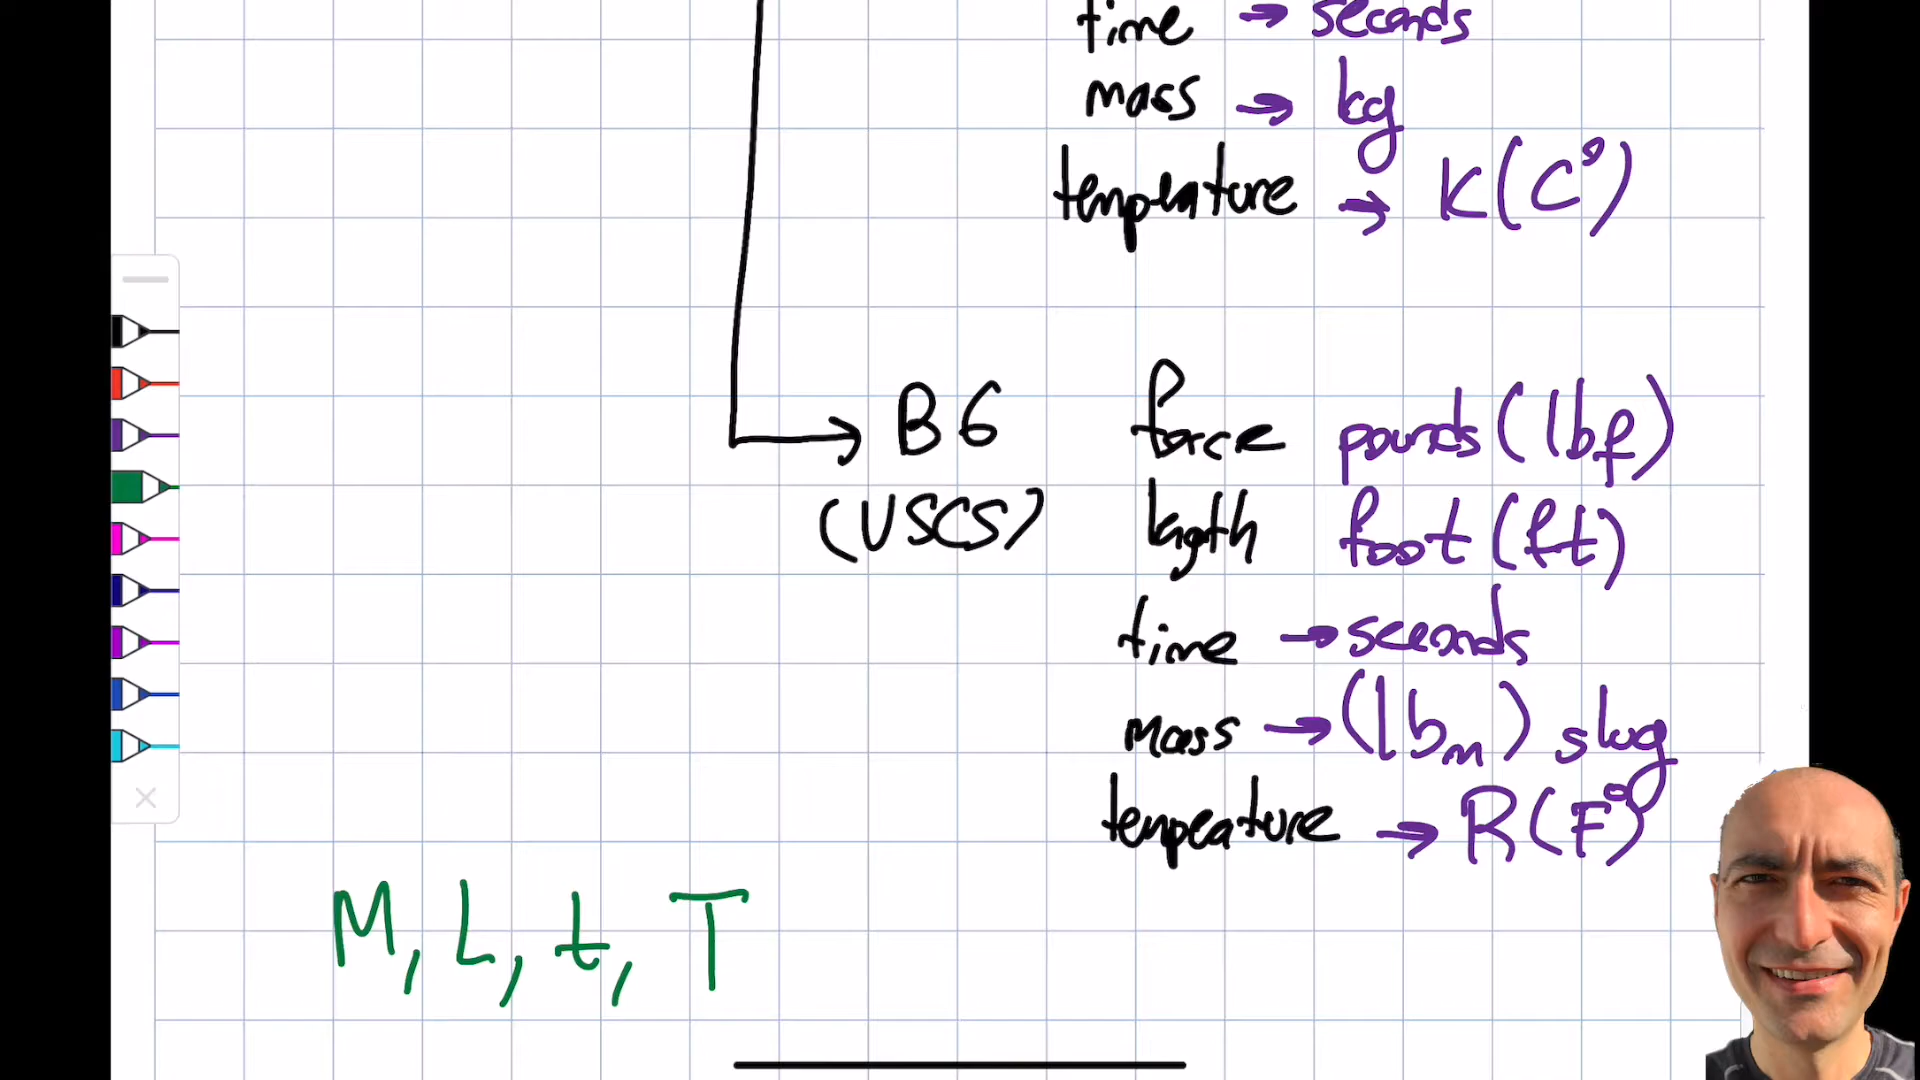 time → seconds
mass → kg
temperature → K (C°)
BG force pounds (lbf)
(USCS) length foot (ft)
time → seconds
mass → (lbm) slug
temperature → R (F°)
M, L, t, T